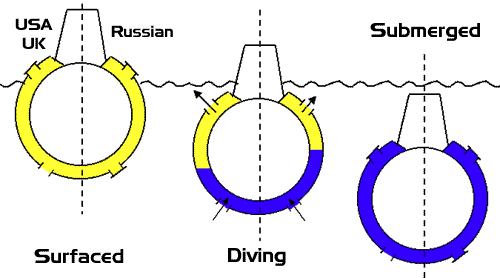 USA
UK
Russian
Submerged
Surfaced
Diving